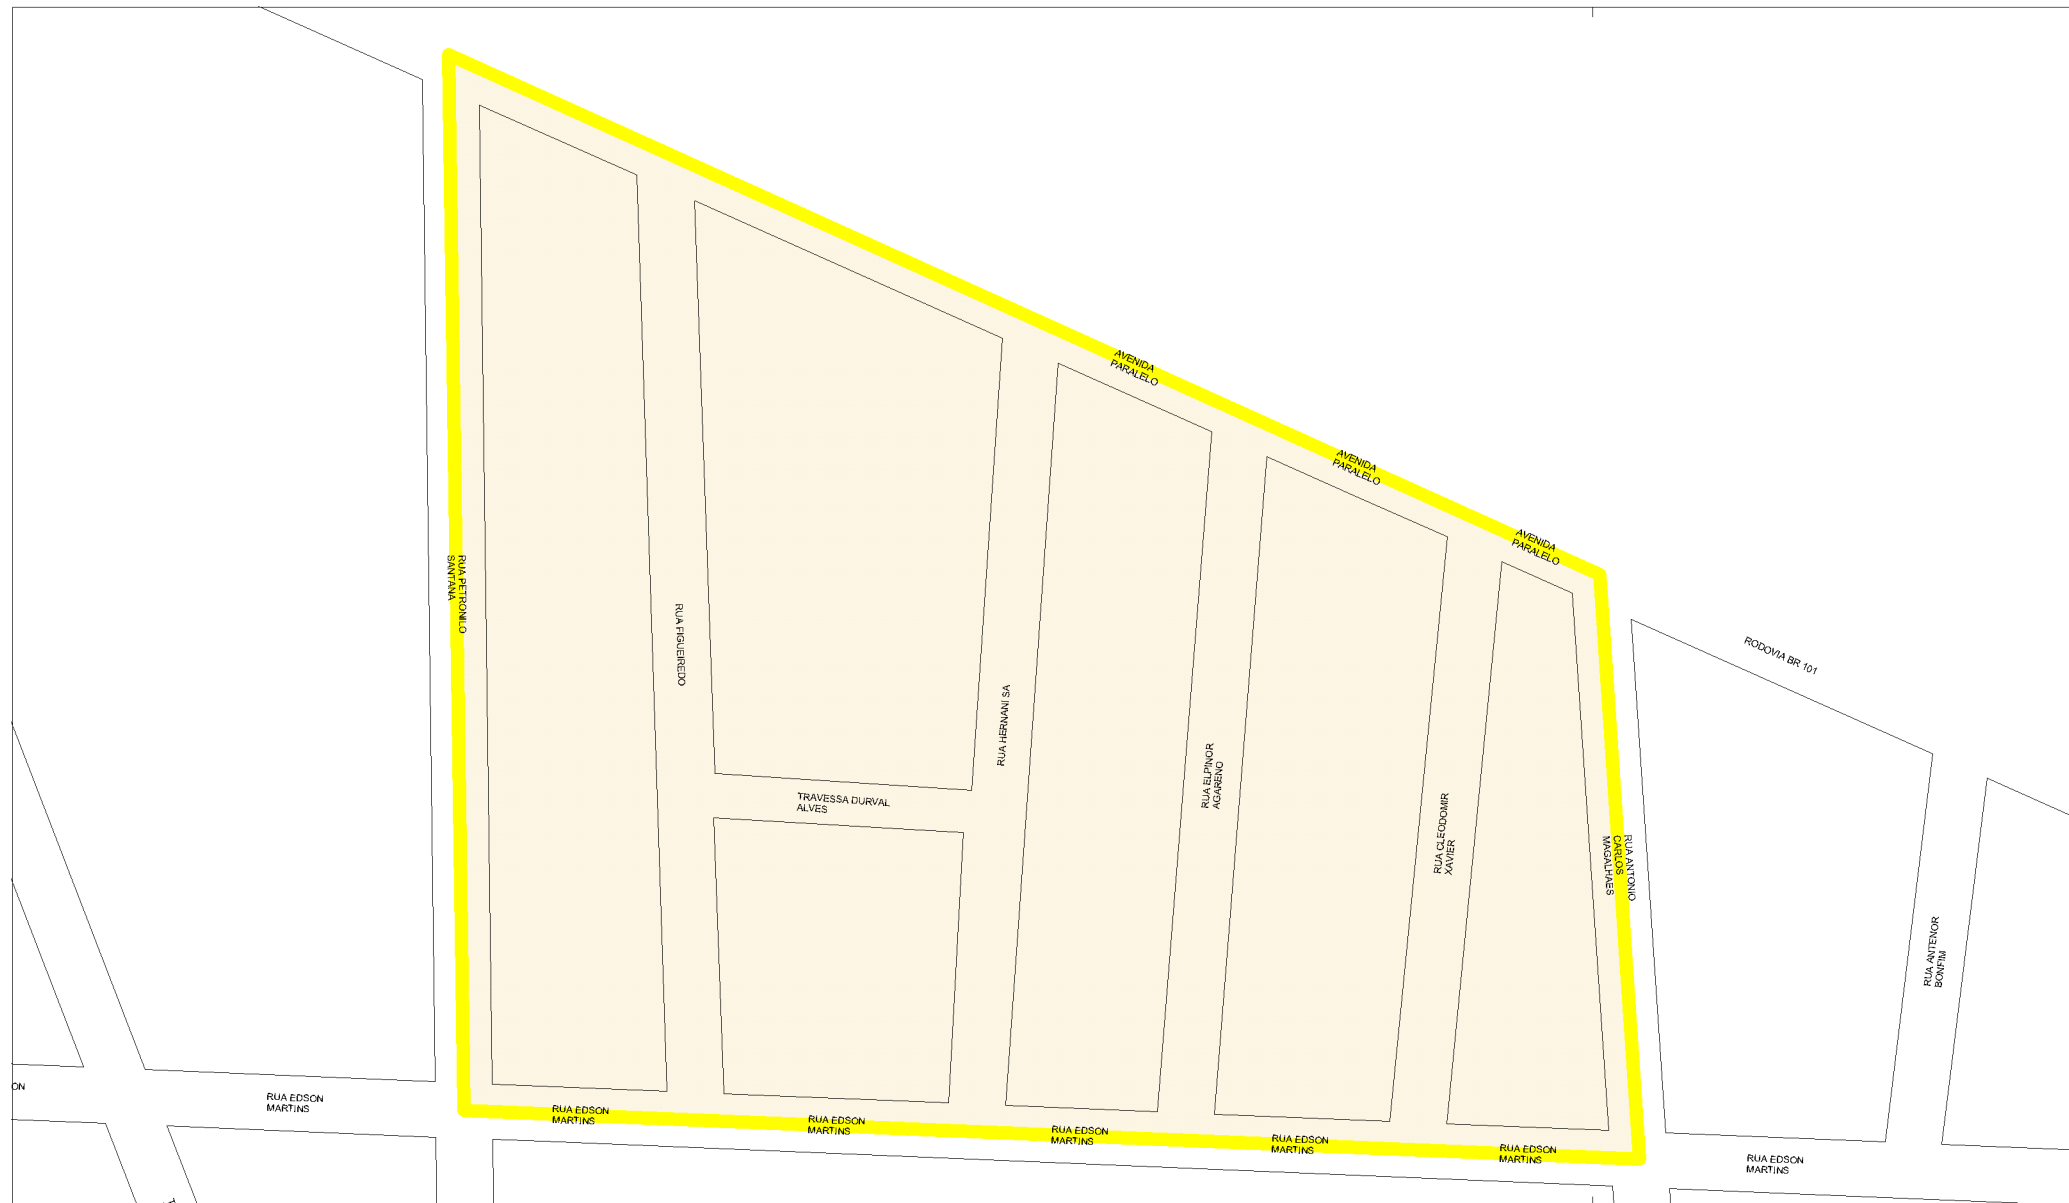 AVENIDA
PARALELO
AVENIDA
PARALELO
AVENIDA
PARALELO
RUA PETRONILO
SANTANA
RUA FIGUEIREDO
RODOVIA BR 101
RUA HERNANI SA
RUA ELPINOR
AGARENO
TRAVESSA DURVAL
ALVES
RUA CLEODOMIR
XAVIER
RUA ANTONIO
CARLOS
MAGALHAES
RUA ANTENOR
BONFIM
ON
RUA EDSON
MARTINS
RUA EDSON
MARTINS
RUA EDSON
MARTINS
RUA EDSON
MARTINS
RUA EDSON
MARTINS
RUA EDSON
MARTINS
RUA EDSON
MARTINS